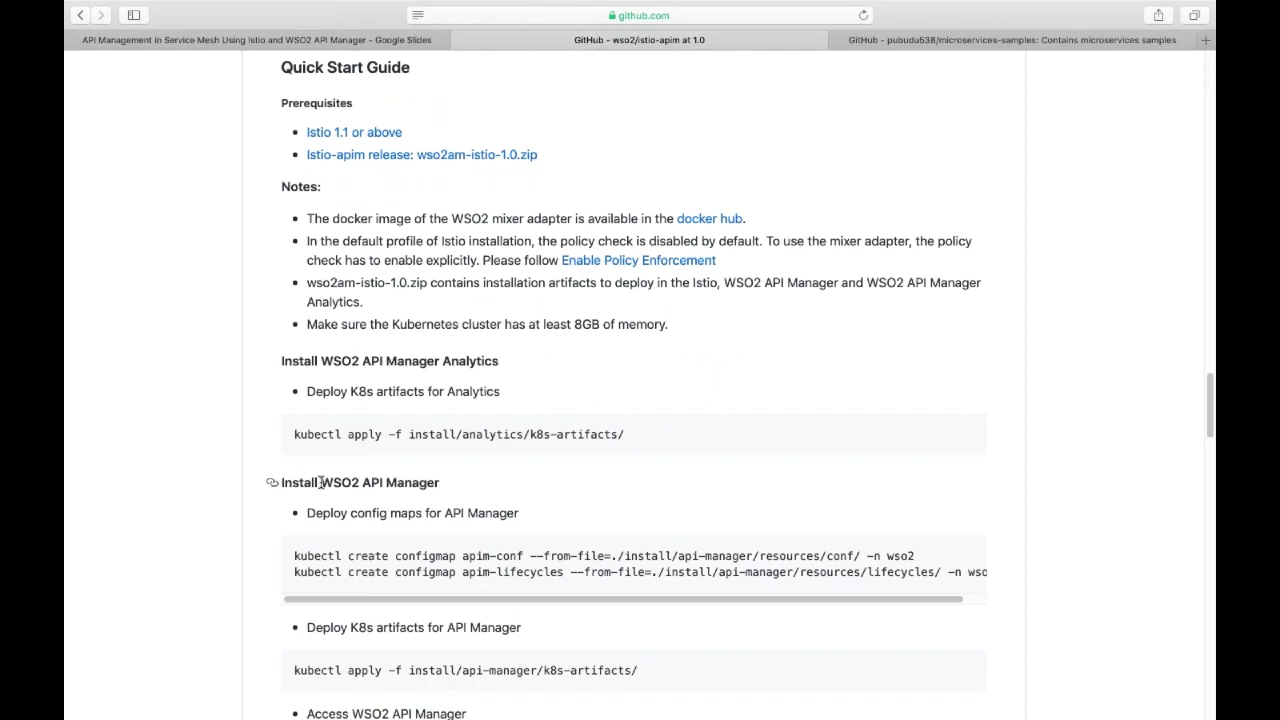 github.com
API Management in Service Mesh Using Istio and WSO2 API Manager - Google Slides
GitHub - wso2/istio-apim at 1.0
GitHub - pubudu538/microservices-samples: Contains microservices samples
Quick Start Guide
Prerequisites
Istio 1.1 or above
Istio-apim release: wso2am-istio-1.0.zip
Notes:
The docker image of the WSO2 mixer adapter is available in the docker hub.
In the default profile of Istio installation, the policy check is disabled by default. To use the mixer adapter, the policy
check has to enable explicitly. Please follow Enable Policy Enforcement
wso2am-istio-1.0.zip contains installation artifacts to deploy in the Istio, WSO2 API Manager and WSO2 API Manager
Analytics.
Make sure the Kubernetes cluster has at least 8GB of memory.
Install WSO2 API Manager Analytics
Deploy K8s artifacts for Analytics
kubectl apply -f install/analytics/k8s-artifacts/
Install WSO2 API Manager
Deploy config maps for API Manager
kubectl create configmap apim-conf --from-file=./install/api-manager/resources/conf/ -n wso2
kubectl create configmap apim-lifecycles --from-file=./install/api-manager/resources/lifecycles/ -n wso
Deploy K8s artifacts for API Manager
kubectl apply -f install/api-manager/k8s-artifacts/
Access WSO2 API Manager